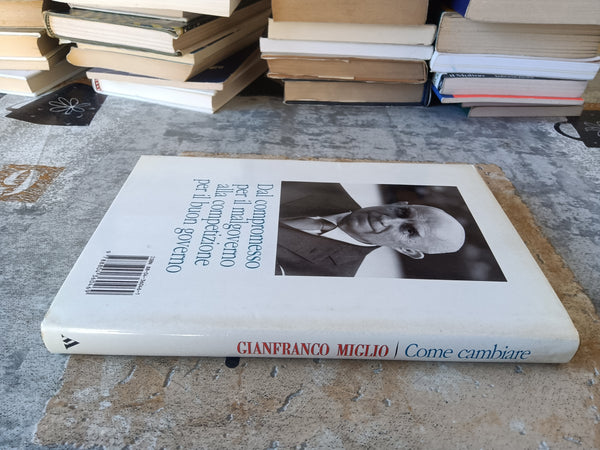 Dal compromesso
per il malgoverno
alla competizione
per il buon governo
GIANFRANCO MIGLIO | Come cambiare